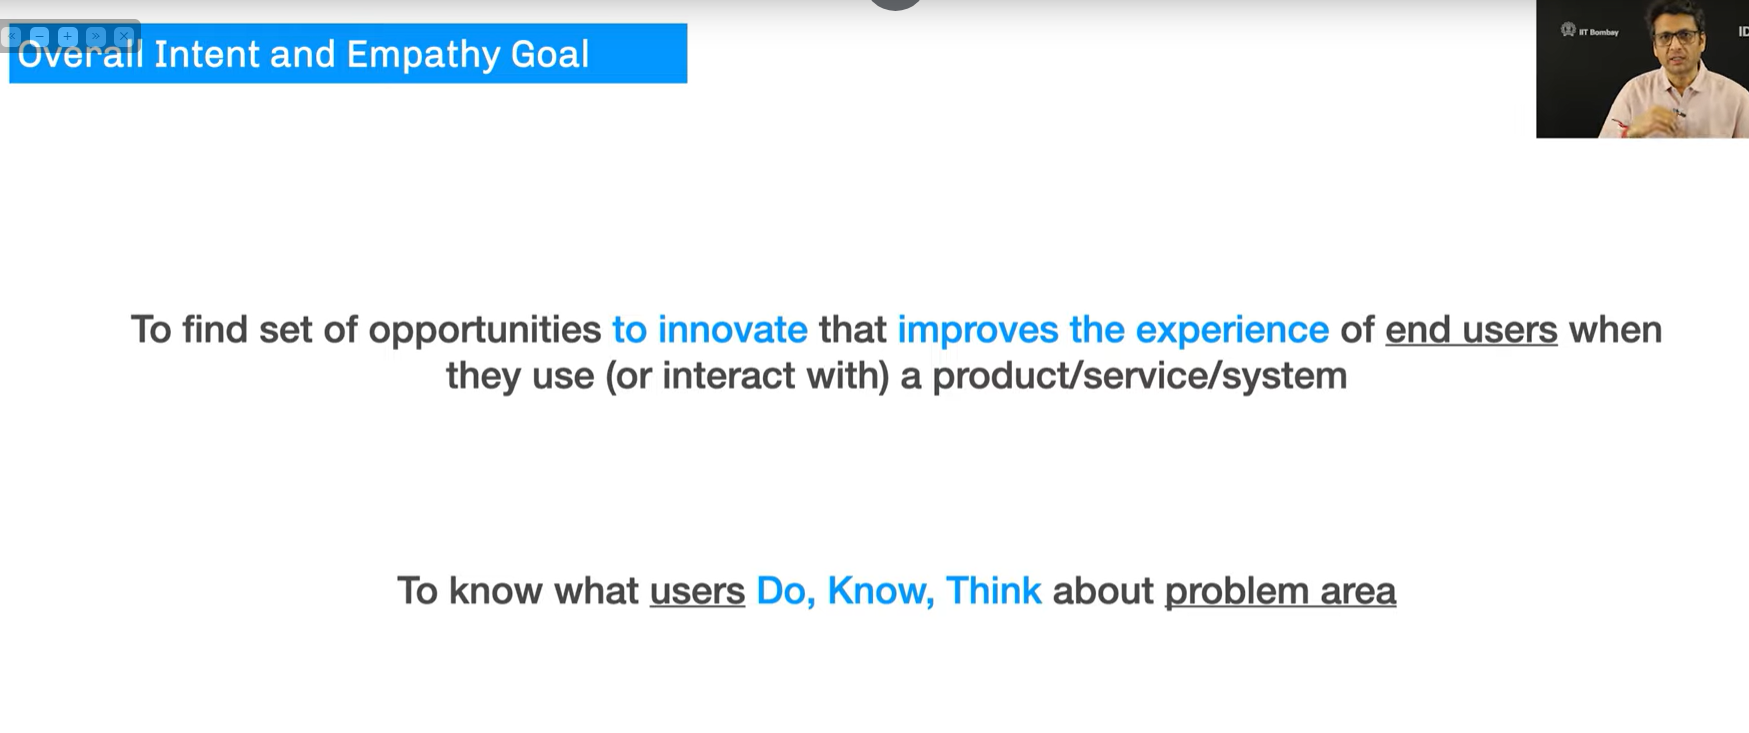 Overall Intent and Empathy Goal
IIT Bombay
ID
To find set of opportunities to innovate that improves the experience of end users when
they use (or interact with) a product/service/system
To know what users Do, Know, Think about problem area